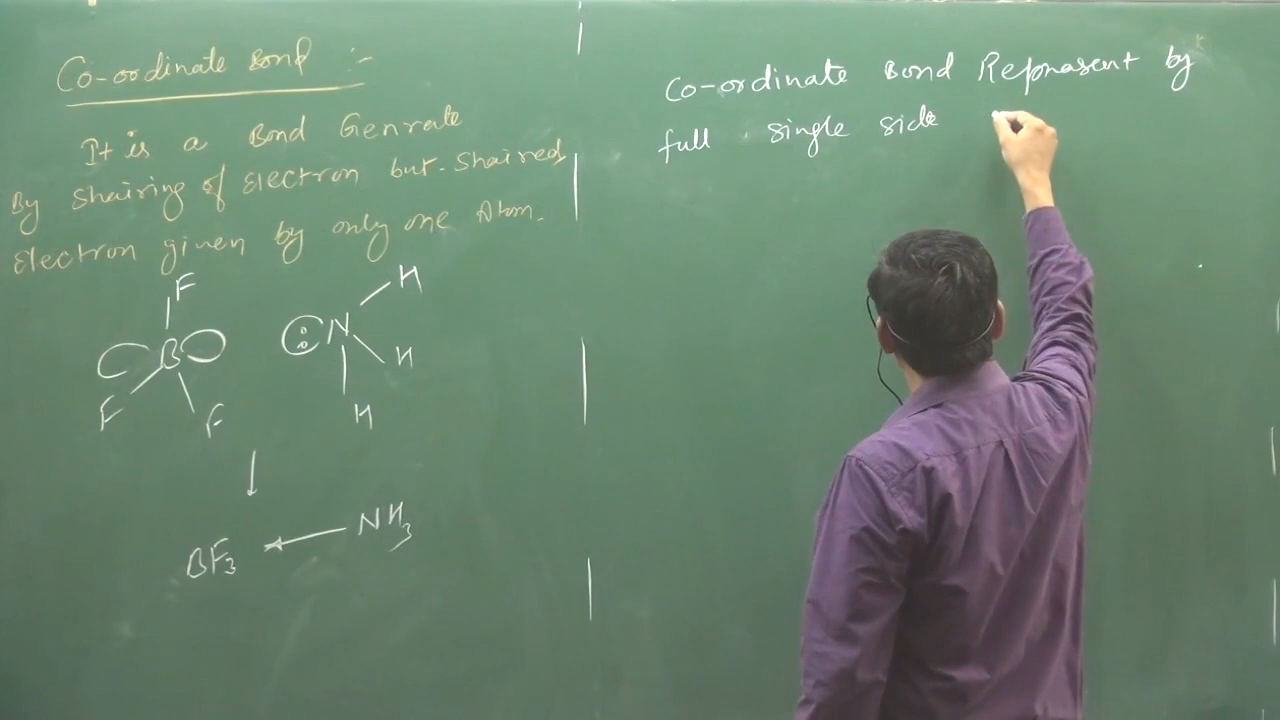 Co-ordinate Bond :-
It is a Bond Genrate
By Shairing of Electron but-Shaired
Electron given by only one Atom.
F
B
F
F
N
H
H
H
BF3 ← NH3
Co-ordinate Bond Reprasent by
full single side